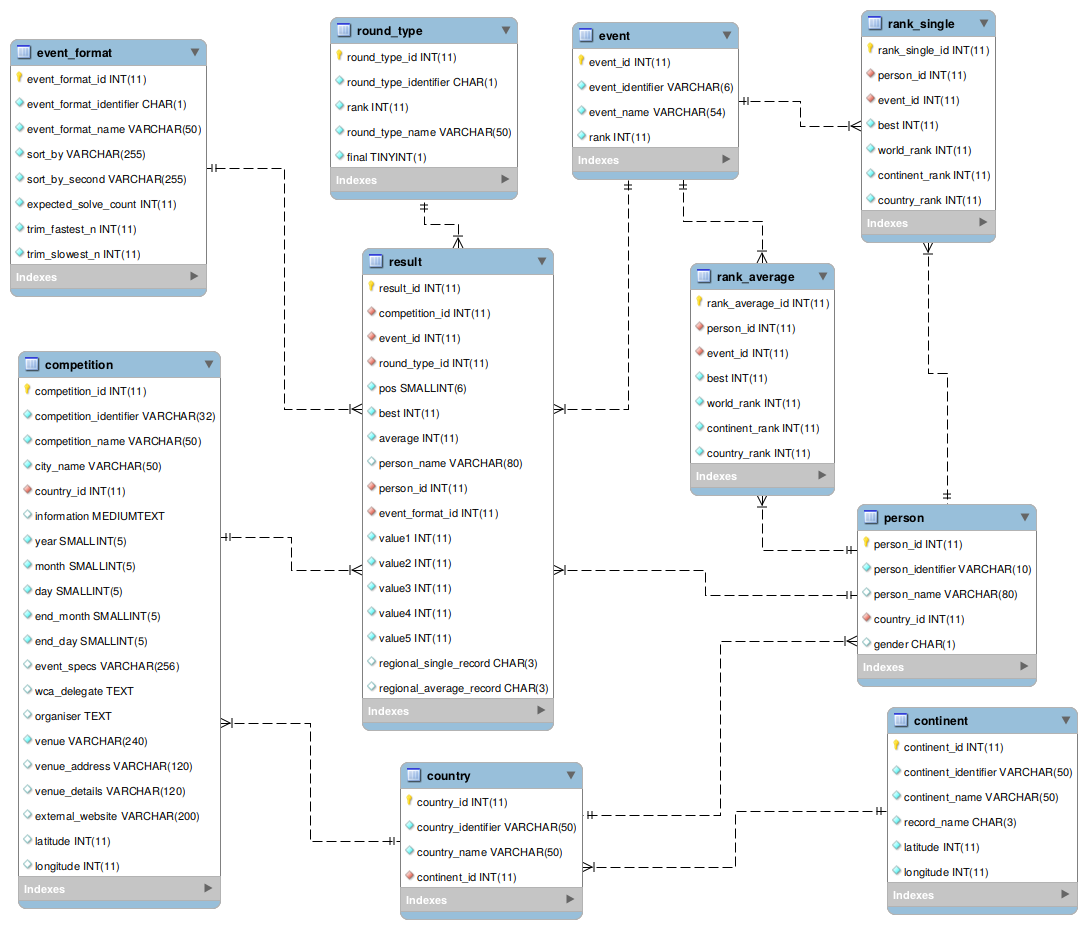 event_format
event_format_id INT(11)
event_format_identifier CHAR(1)
event_format_name VARCHAR(50)
sort_by VARCHAR(255)
sort_by_second VARCHAR(255)
expected_solve_count INT(11)
trim_fastest_n INT(11)
trim_slowest_n INT(11)
Indexes
round_type
round_type_id INT(11)
round_type_identifier CHAR(1)
rank INT(11)
round_type_name VARCHAR(50)
final TINYINT(1)
Indexes
event
event_id INT(11)
event_identifier VARCHAR(6)
event_name VARCHAR(54)
rank INT(11)
Indexes
rank_single
rank_single_id INT(11)
person_id INT(11)
event_id INT(11)
best INT(11)
world_rank INT(11)
continent_rank INT(11)
country_rank INT(11)
Indexes
result
result_id INT(11)
competition_id INT(11)
event_id INT(11)
round_type_id INT(11)
pos SMALLINT(6)
best INT(11)
average INT(11)
person_name VARCHAR(80)
person_id INT(11)
event_format_id INT(11)
value1 INT(11)
value2 INT(11)
value3 INT(11)
value4 INT(11)
value5 INT(11)
regional_single_record CHAR(3)
regional_average_record CHAR(3)
Indexes
rank_average
rank_average_id INT(11)
person_id INT(11)
event_id INT(11)
best INT(11)
world_rank INT(11)
continent_rank INT(11)
country_rank INT(11)
Indexes
competition
competition_id INT(11)
competition_identifier VARCHAR(32)
competition_name VARCHAR(50)
city_name VARCHAR(50)
country_id INT(11)
information MEDIUMTEXT
year SMALLINT(5)
month SMALLINT(5)
day SMALLINT(5)
end_month SMALLINT(5)
end_day SMALLINT(5)
event_specs VARCHAR(256)
wca_delegate TEXT
organiser TEXT
venue VARCHAR(240)
venue_address VARCHAR(120)
venue_details VARCHAR(120)
external_website VARCHAR(200)
latitude INT(11)
longitude INT(11)
Indexes
person
person_id INT(11)
person_identifier VARCHAR(10)
person_name VARCHAR(80)
country_id INT(11)
gender CHAR(1)
Indexes
country
country_id INT(11)
country_identifier VARCHAR(50)
country_name VARCHAR(50)
continent_id INT(11)
Indexes
continent
continent_id INT(11)
continent_identifier VARCHAR(50)
continent_name VARCHAR(50)
record_name CHAR(3)
latitude INT(11)
longitude INT(11)
Indexes